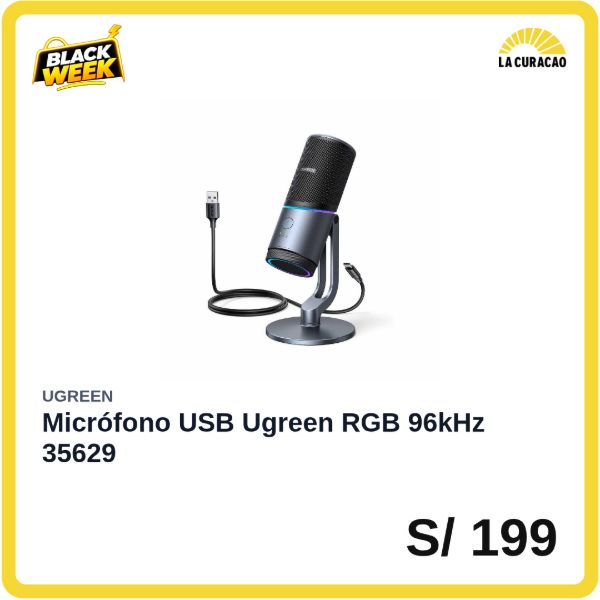 BLACK
WEEK
LA CURACAO
UGREEN
Micrófono USB Ugreen RGB 96kHz
35629
S/ 199